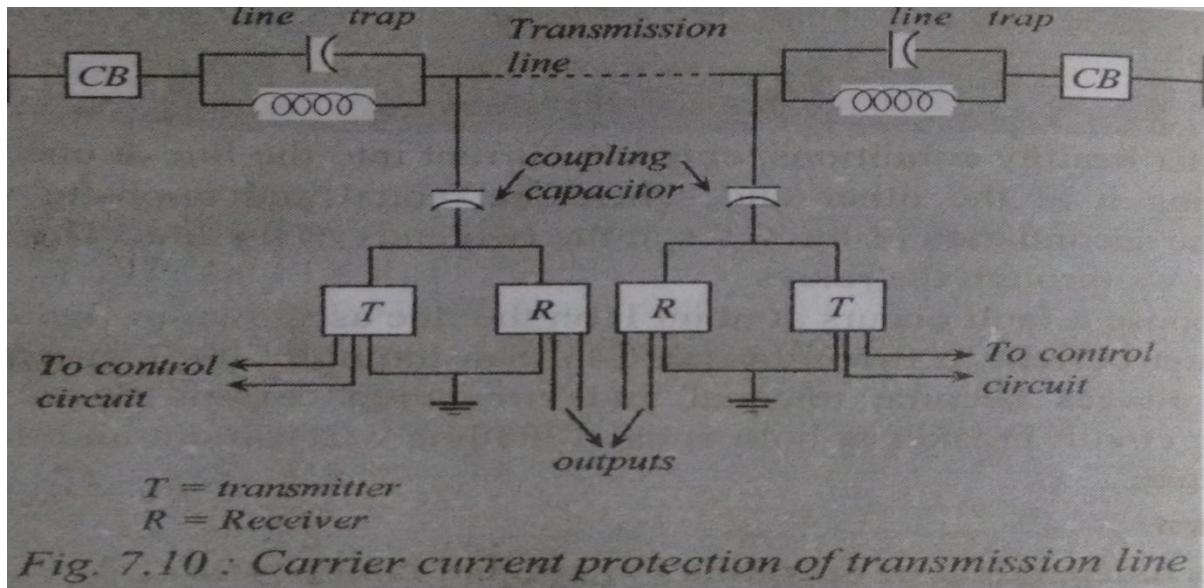 line trap
line trap
Transmission
line
CB
CB
coupling
capacitor
T
R
R
T
To control
circuit
To control
circuit
outputs
T = transmitter
R = Receiver
Fig. 7.10 : Carrier current protection of transmission line